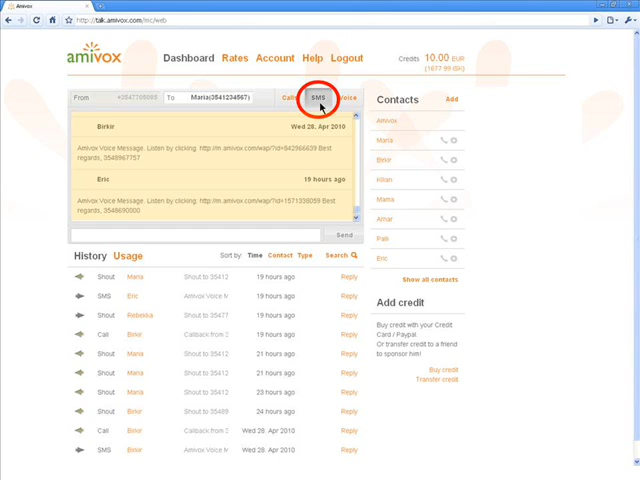 Amivox
http://talk.amivox.com/mc/web
amivox
Dashboard Rates Account Help Logout
Credits 10.00 EUR
(1677.99 ISK)
From To Maria(3541234567) Call SMS Voice
Contacts Add
Birkir Wed 28. Apr 2010
Amivox Voice Message. Listen by clicking: http://m.amivox.com/wap/?id=842966639 Best
regards, 3548967757
Eric 19 hours ago
Amivox Voice Message. Listen by clicking: http://m.amivox.com/wap/?id=1571338059 Best
regards, 3548690000
Send
Amivox
Maria
Birkir
Kilian
Mama
Amar
Palli
Eric
Show all contacts
History Usage Sort by: Time Contact Type Search
Shout Maria Shout to 35412 19 hours ago Reply
SMS Eric Amivox Voice M 19 hours ago Reply
Shout Rebekka Shout to 35477 19 hours ago Reply
Call Birkir Callback from 3 19 hours ago Reply
Shout Maria Shout to 35412 21 hours ago Reply
Shout Maria Shout to 35412 21 hours ago Reply
Shout Maria Shout to 35412 23 hours ago Reply
Shout Birkir Shout to 35489 24 hours ago Reply
Call Birkir Callback from 3 Wed 28. Apr 2010 Reply
SMS Birkir Amivox Voice M Wed 28. Apr 2010 Reply
Add credit
Buy credit with your Credit
Card / Paypal.
Or transfer credit to a friend
to sponsor him!
Buy credit
Transfer credit